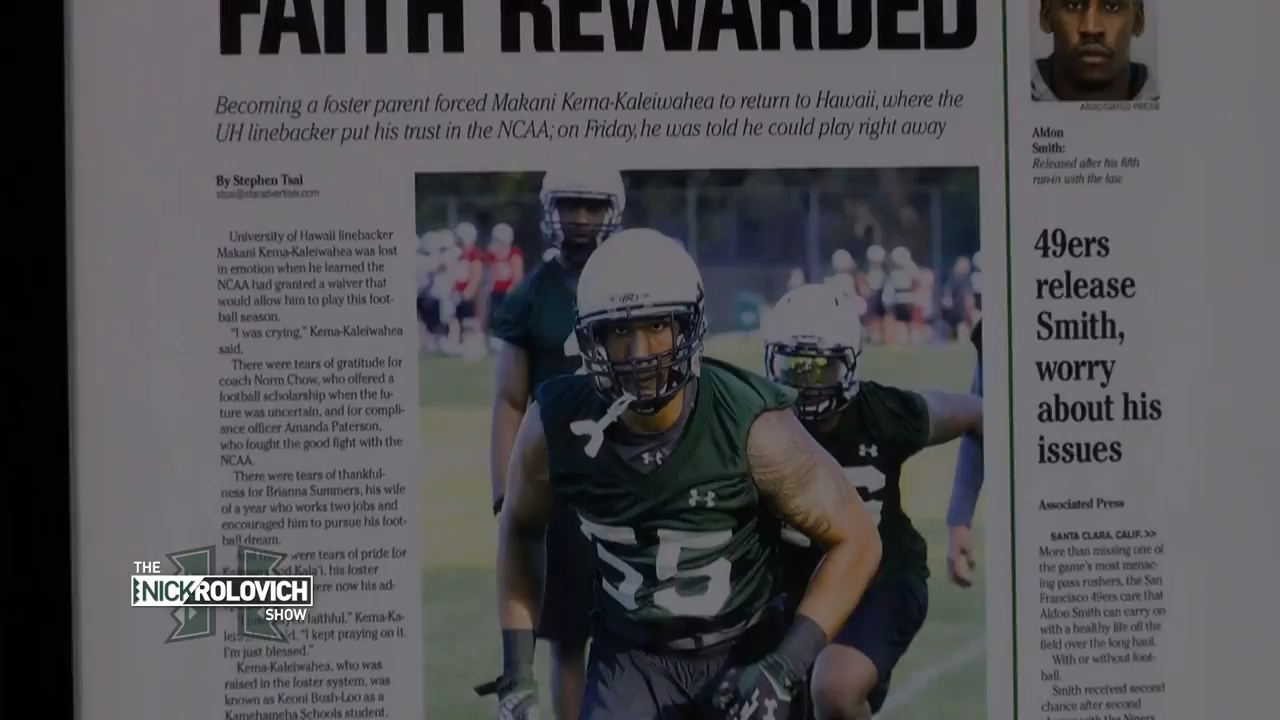 FAITH REWARDED
Becoming a foster parent forced Makani Kema-Kaleiwahea to return to Hawaii, where the
UH linebacker put his trust in the NCAA; on Friday, he was told he could play right away
By Stephen Tsai
stsai@staradvertiser.com
University of Hawaii linebacker
Makani Kema-Kaleiwahea was lost
in emotion when he learned the
NCAA had granted a waiver that
would allow him to play this foot-
ball season.
"I was crying," Kema-Kaleiwahea
said.
There were tears of gratitude for
coach Norm Chow, who offered a
football scholarship when the fu-
ture was uncertain, and for compli-
ance officer Amanda Paterson,
who fought the good fight with the
NCAA.
There were tears of thankful-
ness for Brianna Summers, his wife
of a year who works two jobs and
encouraged him to pursue his foot-
ball dream.
were tears of pride for
Kala'i, his foster
were now his ad-
faithful," Kema-Ka-
"I kept praying on it.
I'm just blessed."
Kema-Kaleiwahea, who was
raised in the foster system, was
known as Keoni Bush-Loo as a
Kamehameha Schools student.
55
ASSOCIATED PRESS
Aldon
Smith:
Released after his fifth
run-in with the law
49ers
release
Smith,
worry
about his
issues
Associated Press
SANTA CLARA, CALIF. >>
More than missing one of
the game's most menac-
ing pass rushers, the San
Francisco 49ers care that
Aldon Smith can carry on
with a healthy life off the
field over the long haul.
With or without foot-
ball.
Smith received second
chance after second
THE
NICK ROLOVICH
SHOW